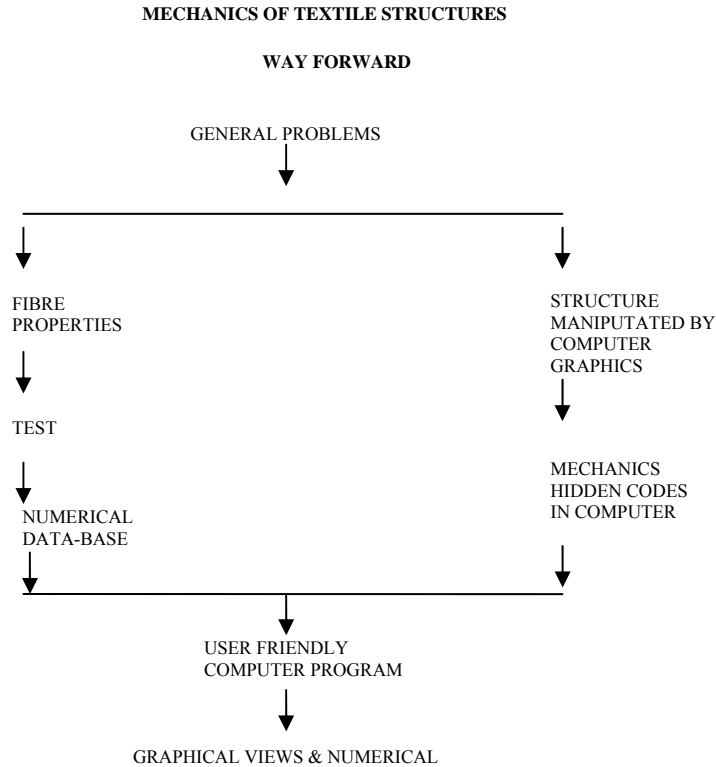 MECHANICS OF TEXTILE STRUCTURES
WAY FORWARD
GENERAL PROBLEMS
FIBRE
PROPERTIES
TEST
NUMERICAL
DATA-BASE
STRUCTURE
MANIPUTATED BY
COMPUTER
GRAPHICS
MECHANICS
HIDDEN CODES
IN COMPUTER
USER FRIENDLY
COMPUTER PROGRAM
GRAPHICAL VIEWS & NUMERICAL